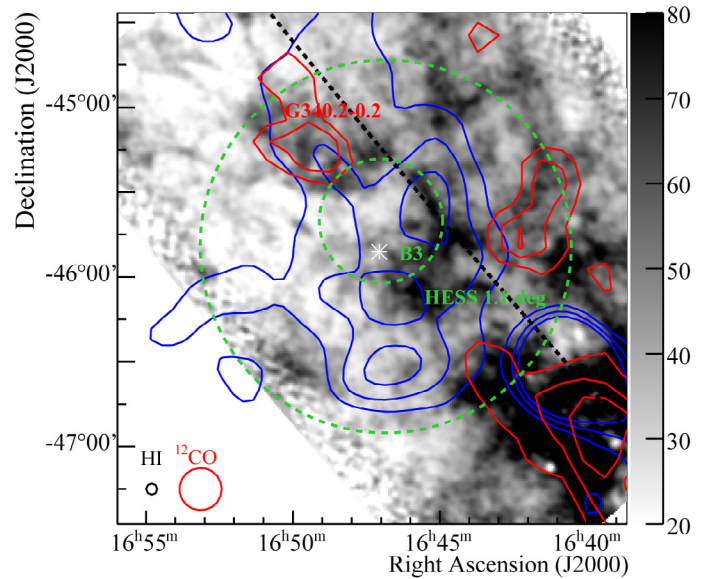 80
70
60
50
40
30
20
Declination (J2000)
-45°00′
-46°00′
-47°00′
G340.2-0.2
B3
HESS 1.1 deg
HI
¹²CO
16ʰ55ᵐ
16ʰ50ᵐ
16ʰ45ᵐ
16ʰ40ᵐ
Right Ascension (J2000)